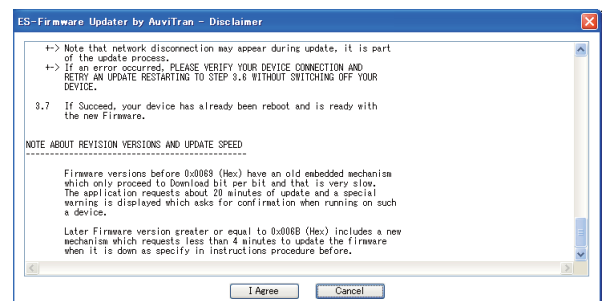 ES-Firmware Updater by AuviTran - Disclaimer
+-> Note that network disconnection may appear during update, it is part
of the update process.
+-> If an error occurred, PLEASE VERIFY YOUR DEVICE CONNECTION AND
RETRY AN UPDATE RESTARTING TO STEP 3.6 WITHOUT SWITCHING OFF YOUR
DEVICE.
3.7 If Succeed, your device has already been reboot and is ready with
the new Firmware.
NOTE ABOUT REVISION VERSIONS AND UPDATE SPEED
-----------------------------------------------
Firmware versions before 0x0069 (Hex) have an old embedded mechanism
which only proceed to Download bit per bit and that is very slow.
The application requests about 20 minutes of update and a special
warning is displayed which asks for confirmation when running on such
a device.
Later Firmware version greater or equal to 0x006B (Hex) includes a new
mechanism which requests less than 4 minutes to update the firmware
when it is down as specify in instructions procedure before.
I Agree
Cancel